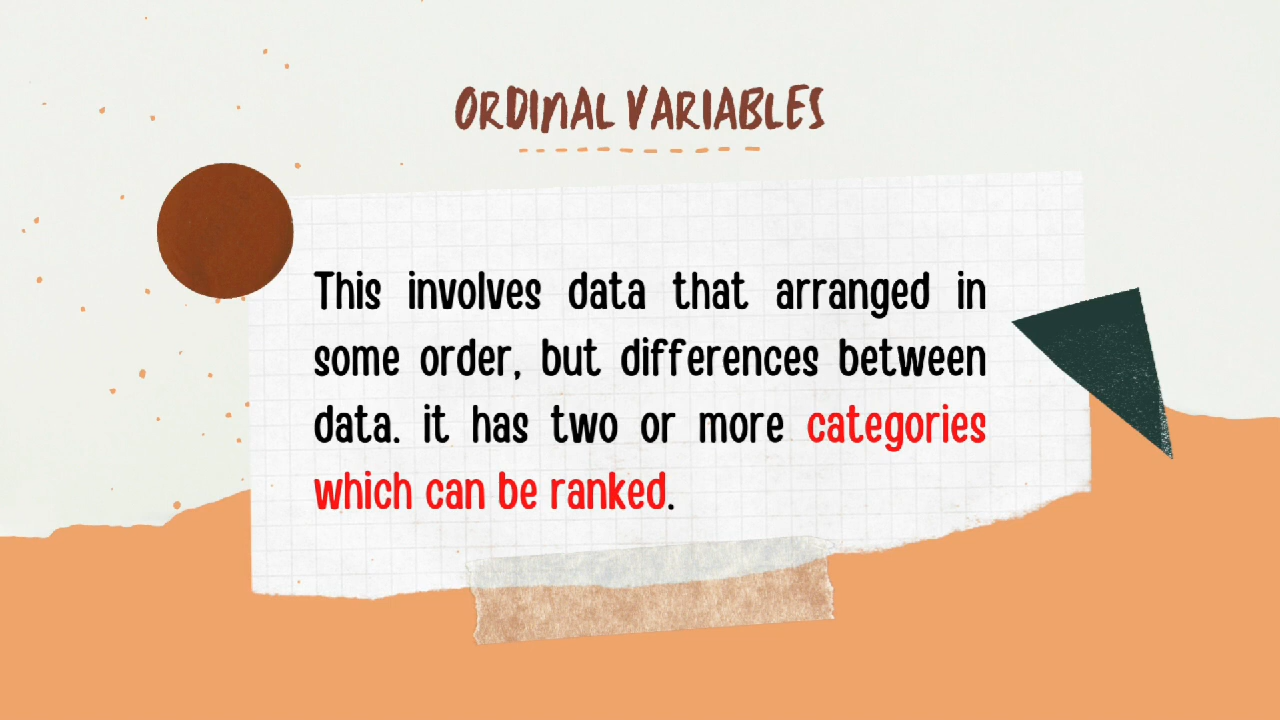 ORDINAL VARIABLES
This involves data that arranged in
some order, but differences between
data. it has two or more categories
which can be ranked.